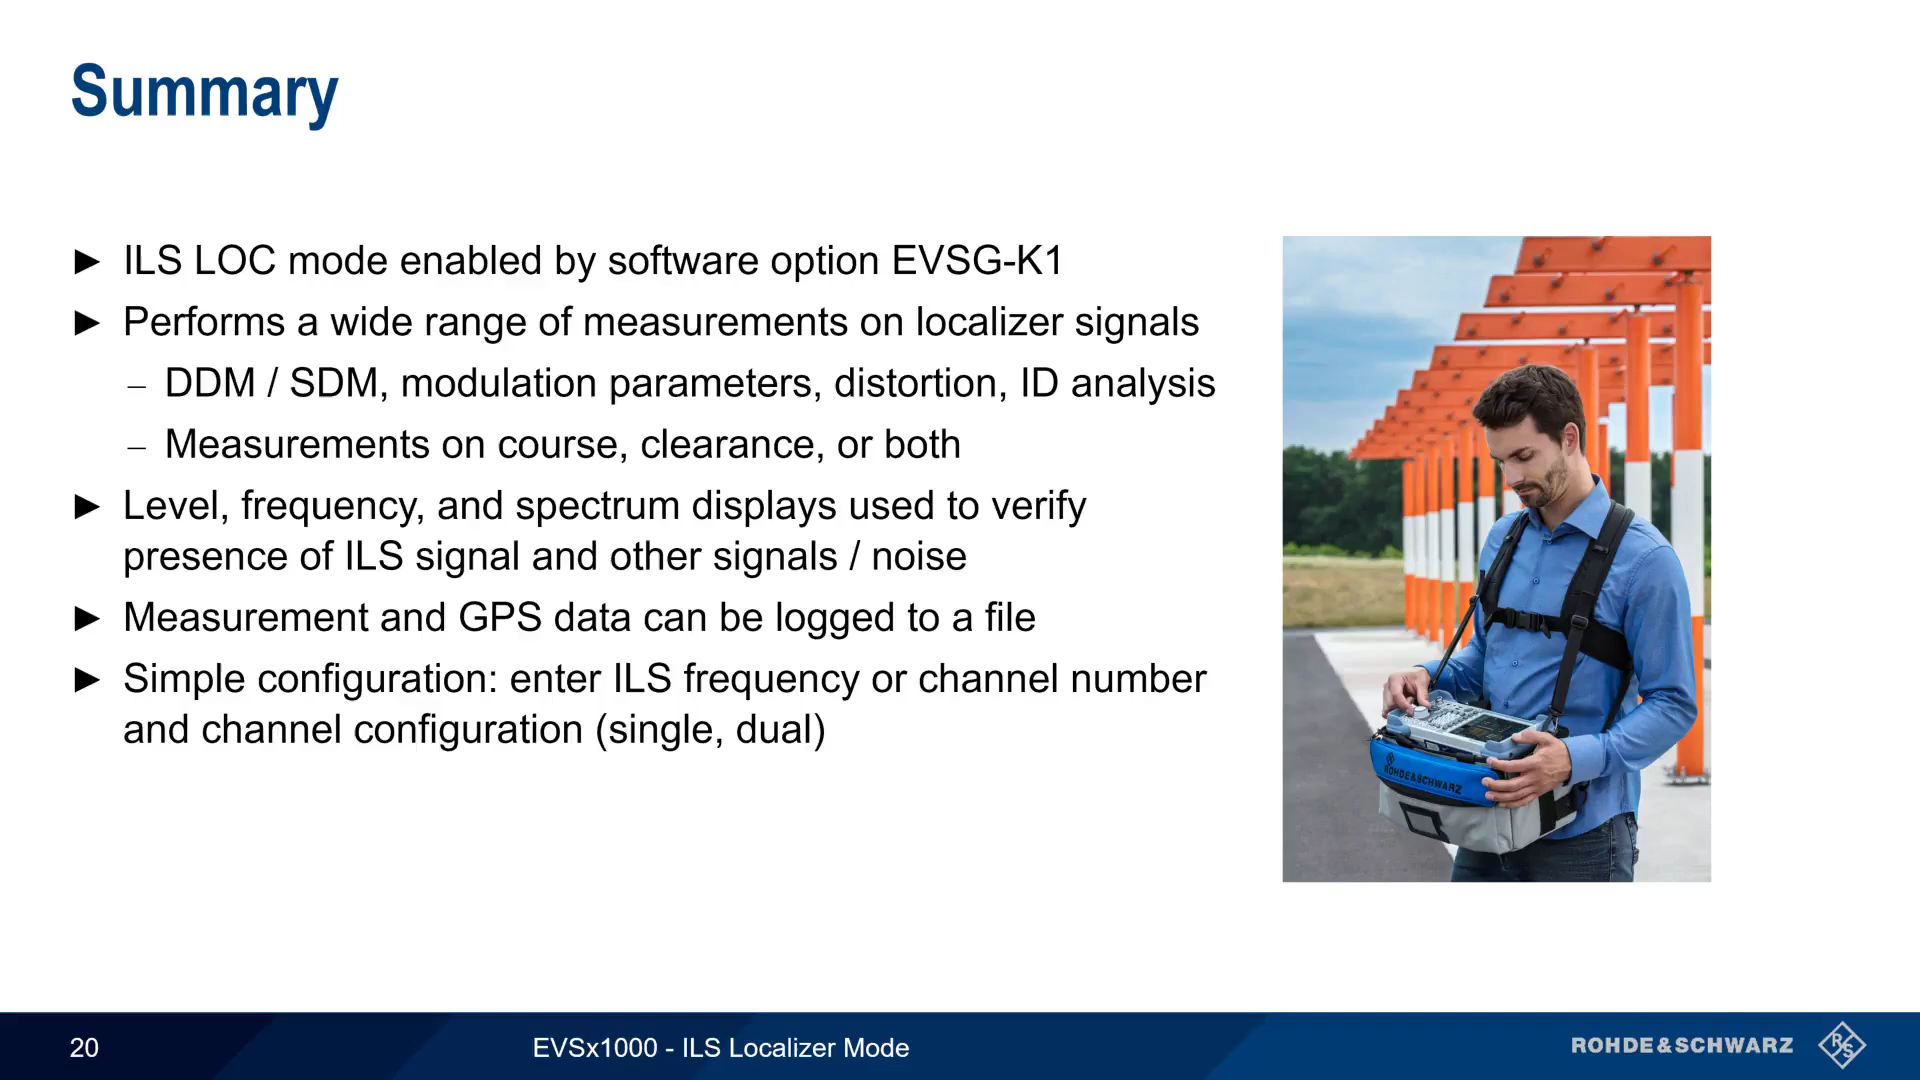 Summary
► ILS LOC mode enabled by software option EVSG-K1
► Performs a wide range of measurements on localizer signals
– DDM / SDM, modulation parameters, distortion, ID analysis
– Measurements on course, clearance, or both
► Level, frequency, and spectrum displays used to verify
presence of ILS signal and other signals / noise
► Measurement and GPS data can be logged to a file
► Simple configuration: enter ILS frequency or channel number
and channel configuration (single, dual)
ROHDE&SCHWARZ
20
EVSx1000 - ILS Localizer Mode
ROHDE&SCHWARZ
RS